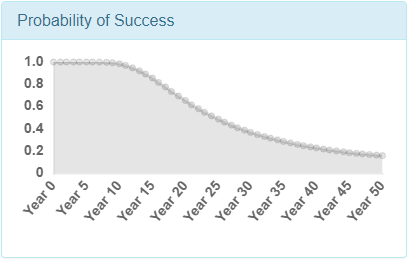 Probability of Success
1.0
0.8
0.6
0.4
0.2
0
Year 0
Year 5
Year 10
Year 15
Year 20
Year 25
Year 30
Year 35
Year 40
Year 45
Year 50